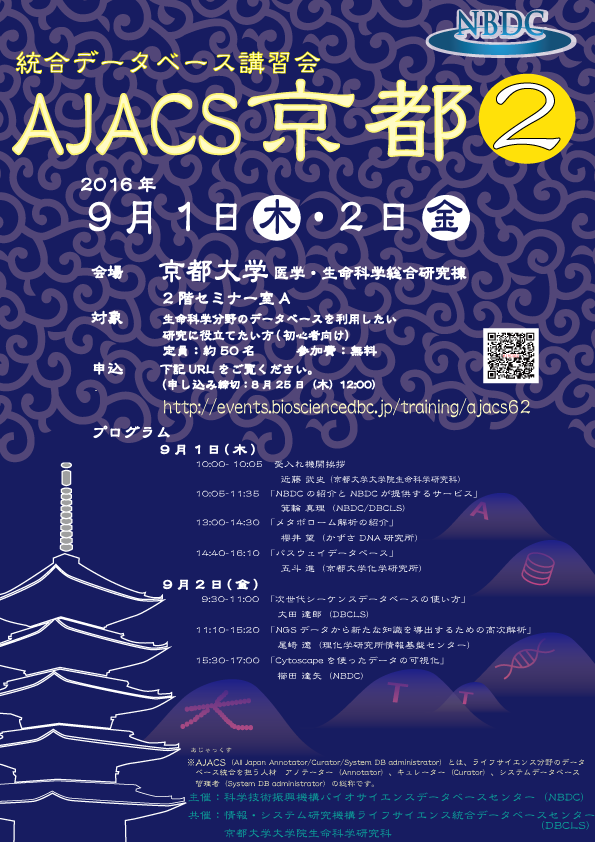 NBDC
統合データベース講習会
AJACS京都2
2016年
9月1日木・2日金
会場 京都大学 医学・生命科学総合研究棟
2階セミナー室A
対象 生命科学分野のデータベースを利用したい
研究に役立てたい方(初心者向け)
定員:約50名 参加費:無料
申込 下記URLをご覧ください。
(申し込み締切:8月25日(木)12:00)
http://events.biosciencedbc.jp/training/ajacs62
プログラム
9月1日(木)
10:00- 10:05 受入れ機関挨拶
近藤 武史(京都大学大学院生命科学研究科)
10:05-11:35 「NBDCの紹介とNBDCが提供するサービス」
箕輪 真理(NBDC/DBCLS)
13:00-14:30 「メタボローム解析の紹介」
櫻井 望(かずさDNA研究所)
14:40-16:10 「パスウェイデータベース」
五斗 進(京都大学化学研究所)
9月2日(金)
9:30-11:00 「次世代シーケンスデータベースの使い方」
大田 達郎(DBCLS)
11:10-15:20 「NGSデータから新たな知識を導出するための高次解析」
尾崎 遼(理化学研究所情報基盤センター)
15:30-17:00 「Cytoscapeを使ったデータの可視化」
櫛田 達矢(NBDC)
A
T
T
あじゃっくす
※AJACS(All Japan Annotator/Curator/System DB administrator)とは、ライフサイエンス分野のデータ
ベース統合を担う人材 アノテーター(Annotator)、キュレーター(Curator)、システムデータベース
管理者(System DB administrator)の総称です。
主催:科学技術振興機構バイオサイエンスデータベースセンター(NBDC)
共催:情報・システム研究機構ライフサイエンス統合データベースセンター
(DBCLS)
京都大学大学院生命科学研究科